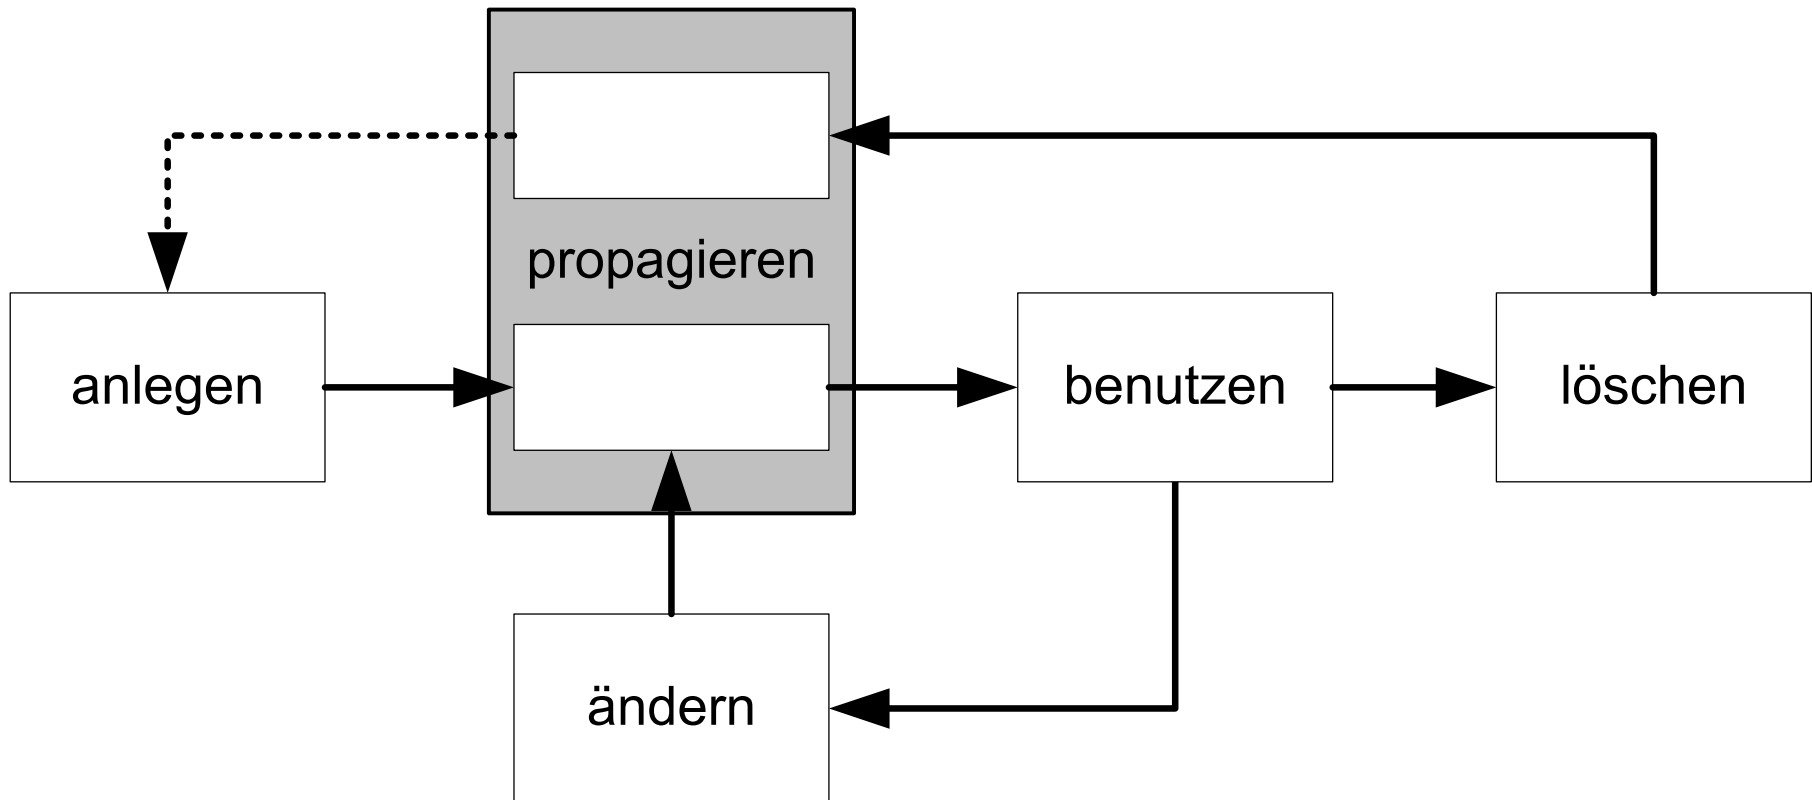 propagieren
anlegen
benutzen
löschen
ändern